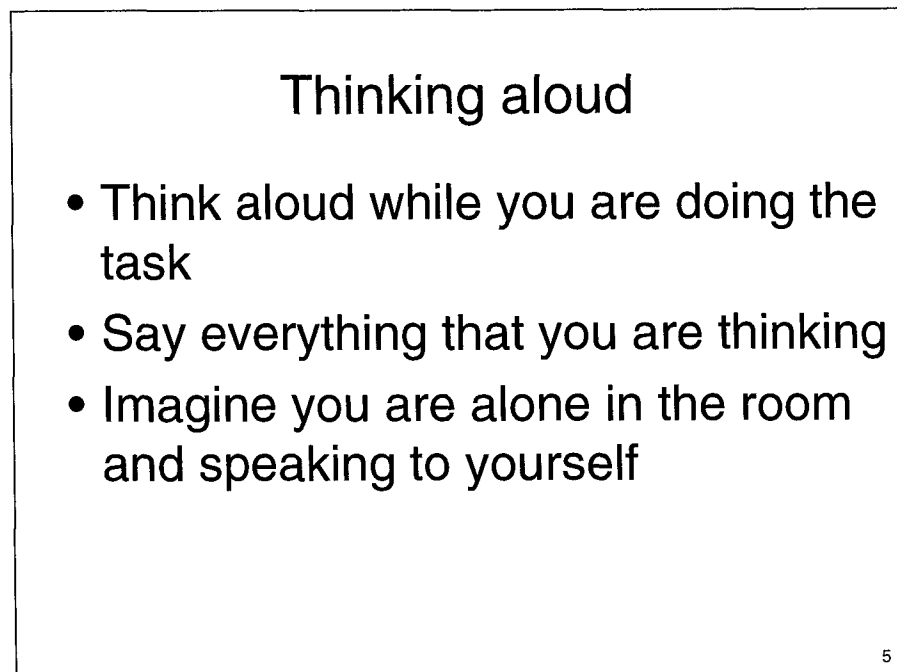 Thinking aloud
• Think aloud while you are doing the
task
• Say everything that you are thinking
• Imagine you are alone in the room
and speaking to yourself
5